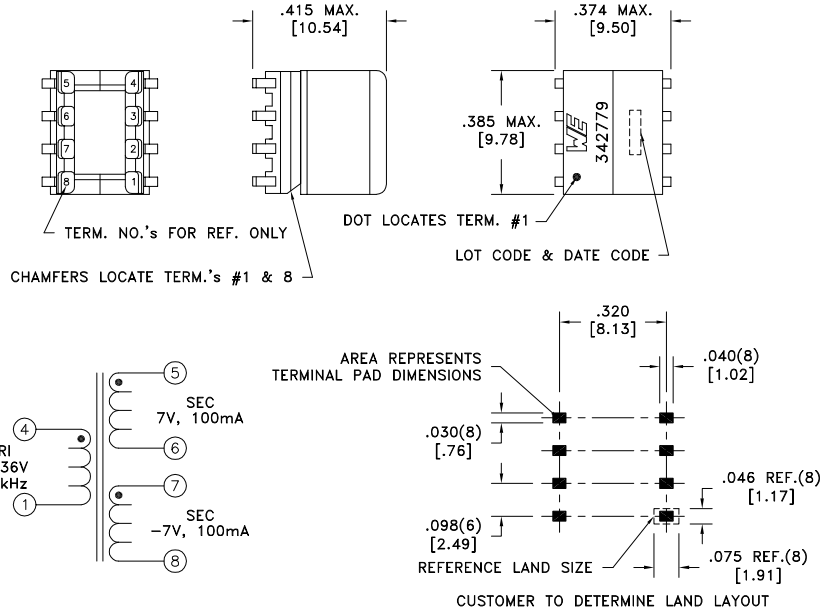 .415 MAX.
[10.54]
.374 MAX.
[9.50]
5
4
6
3
7
2
8
1
.385 MAX.
[9.78]
WE
342779
TERM. NO.'s FOR REF. ONLY
DOT LOCATES TERM. #1
LOT CODE & DATE CODE
CHAMFERS LOCATE TERM.'s #1 & 8
.320
[8.13]
AREA REPRESENTS
TERMINAL PAD DIMENSIONS
.040(8)
[1.02]
5
SEC
7V, 100mA
4
RI
36V
kHz
1
6
7
SEC
-7V, 100mA
8
.030(8)
[.76]
.046 REF.(8)
[1.17]
.098(6)
[2.49]
REFERENCE LAND SIZE
.075 REF.(8)
[1.91]
CUSTOMER TO DETERMINE LAND LAYOUT